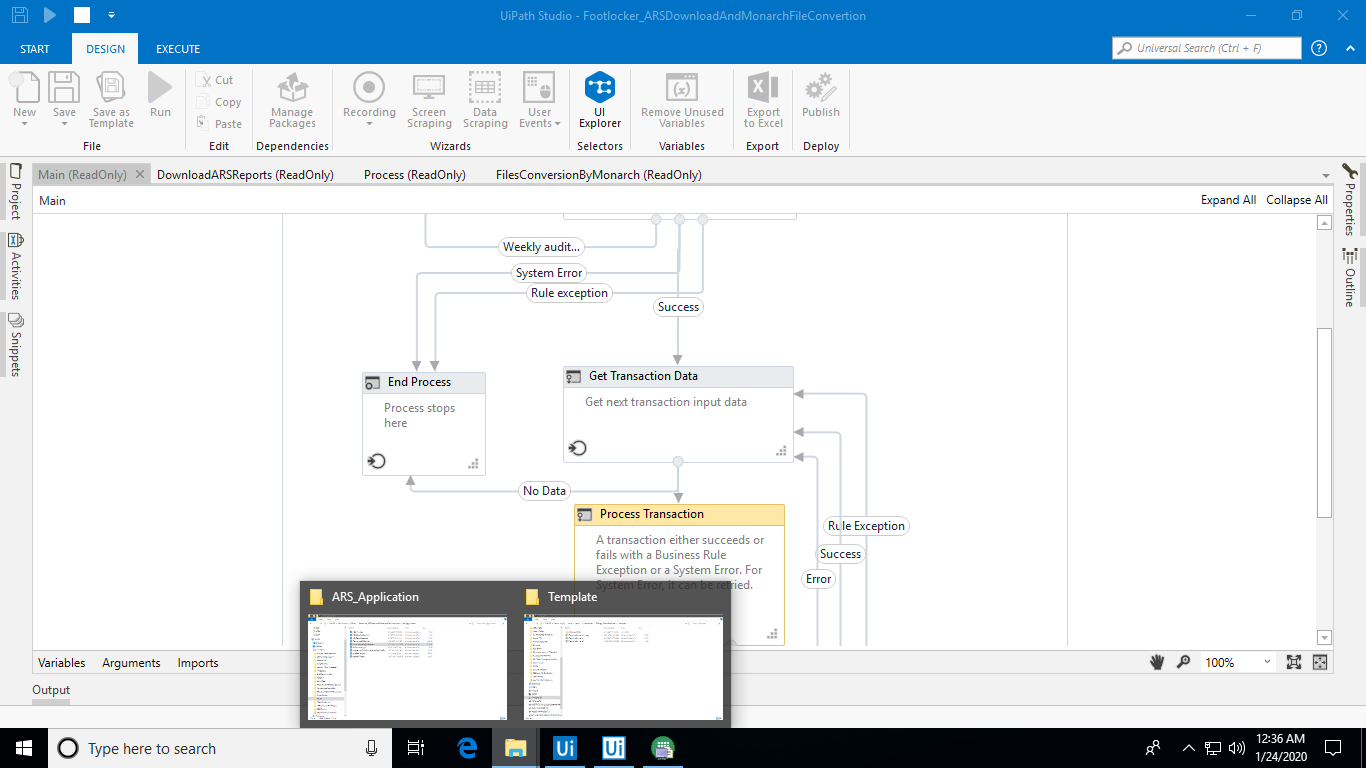 UiPath Studio - Footlocker_ARSDownloadAndMonarchFileConvertion
START DESIGN EXECUTE
Universal Search (Ctrl + F)
New Save Save as Template Run
Cut
Copy
Paste
Manage Packages
Recording Screen Scraping Data Scraping User Events
UI Explorer
Remove Unused Variables
Export to Excel
Publish
File Edit Dependencies Wizards Selectors Variables Export Deploy
Main (ReadOnly) DownloadARSReports (ReadOnly) Process (ReadOnly) FilesConversionByMonarch (ReadOnly)
Main Expand All Collapse All
Project
Activities
Snippets
Properties
Outline
Weekly audit...
System Error
Rule exception
Success
End Process
Process stops
here
Get Transaction Data
Get next transaction input data
No Data
Process Transaction
A transaction either succeeds or
fails with a Business Rule
Exception or a System Error. For
System Error, it can be retried.
Rule Exception
Success
Error
ARS_Application
Template
Variables Arguments Imports
100%
Output
Type here to search
Ui
Ui
12:36 AM
1/24/2020